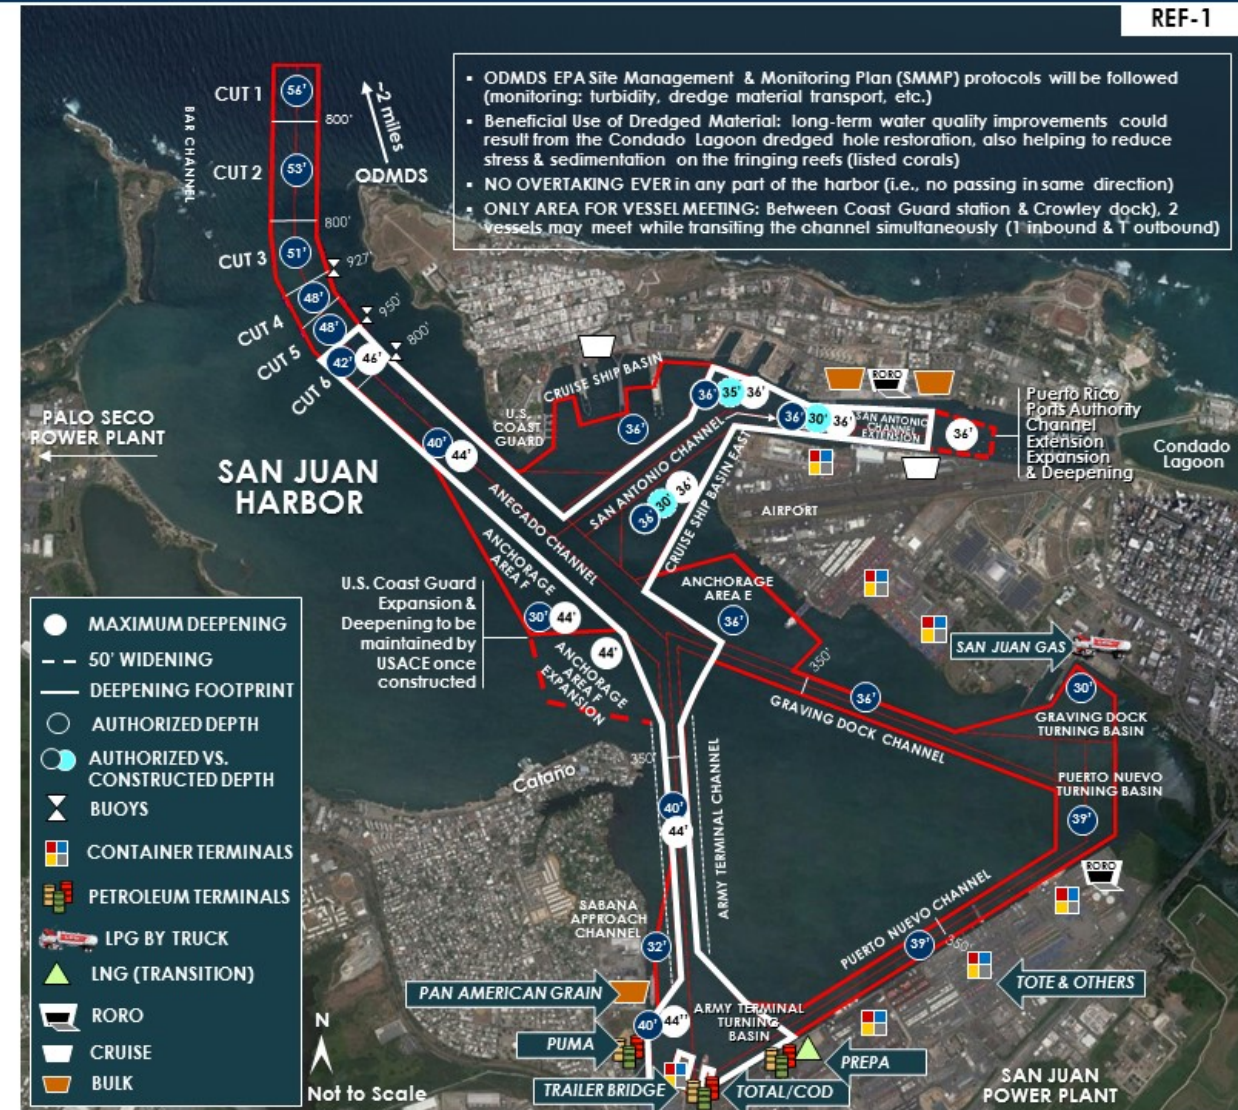 REF-1
▪ ODMDS EPA Site Management & Monitoring Plan (SMMP) protocols will be followed
(monitoring: turbidity, dredge material transport, etc.)
▪ Beneficial Use of Dredged Material: long-term water quality improvements could
result from the Condado Lagoon dredged hole restoration, also helping to reduce
stress & sedimentation on the fringing reefs (listed corals)
▪ NO OVERTAKING EVER in any part of the harbor (i.e., no passing in same direction)
▪ ONLY AREA FOR VESSEL MEETING: Between Coast Guard station & Crowley dock), 2
vessels may meet while transiting the channel simultaneously (1 inbound & 1 outbound)
CUT 1
56'
800'
BAR CHANNEL
~2 miles
ODMDS
CUT 2
53'
800'
CUT 3
51'
927'
48'
950'
CUT 4
48'
800'
CUT 5
42'
46'
CUT 6
PALO SECO
POWER PLANT
SAN JUAN
HARBOR
40'
44'
U.S.
COAST
GUARD
CRUISE SHIP BASIN
36'
36'
35'
36'
RORO
36'
30'
36'
SAN ANTONIO
CHANNEL
EXTENSION
36'
Puerto Rico
Ports Authority
Channel
Extension
Expansion
& Deepening
Condado
Lagoon
SAN ANTONIO CHANNEL
36'
30'
36'
CRUISE SHIP BASIN EAST
AIRPORT
ANEGADO CHANNEL
ANCHORAGE
AREA F
30'
44'
44'
ANCHORAGE
AREA F
EXPANSION
U.S. Coast Guard
Expansion &
Deepening to be
maintained by
USACE once
constructed
ANCHORAGE
AREA E
36'
350'
36'
GRAVING DOCK CHANNEL
SAN JUAN GAS
30'
GRAVING DOCK
TURNING BASIN
PUERTO NUEVO
TURNING BASIN
39'
RORO
350'
Cataño
40'
44'
ARMY TERMINAL CHANNEL
SABANA
APPROACH
CHANNEL
32'
PUERTO NUEVO CHANNEL
39'
350'
TOTE & OTHERS
PAN AMERICAN GRAIN
40'
44'
ARMY TERMINAL
TURNING
BASIN
PUMA
PREPA
TRAILER BRIDGE
TOTAL/COD
SAN JUAN
POWER PLANT
MAXIMUM DEEPENING
50' WIDENING
DEEPENING FOOTPRINT
AUTHORIZED DEPTH
AUTHORIZED VS.
CONSTRUCTED DEPTH
BUOYS
CONTAINER TERMINALS
PETROLEUM TERMINALS
LPG BY TRUCK
LNG (TRANSITION)
RORO
CRUISE
BULK
N
Not to Scale